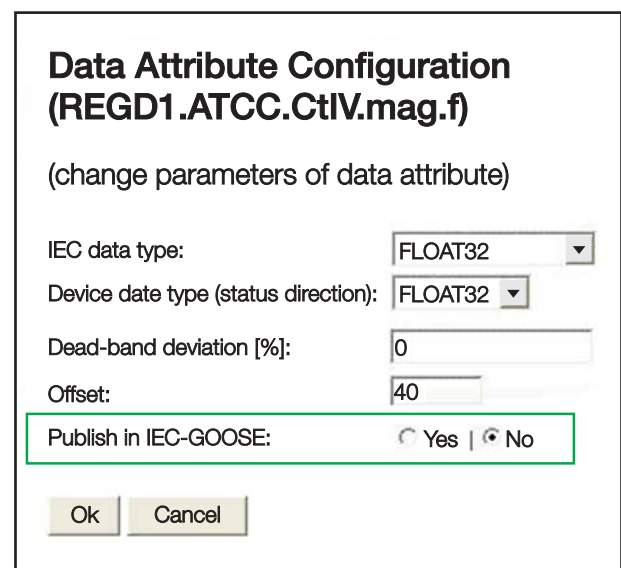 Data Attribute Configuration
(REGD1.ATCC.CtlV.mag.f)
(change parameters of data attribute)
IEC data type: FLOAT32
Device date type (status direction): FLOAT32
Dead-band deviation [%]: 0
Offset: 40
Publish in IEC-GOOSE: Yes | No
Ok Cancel